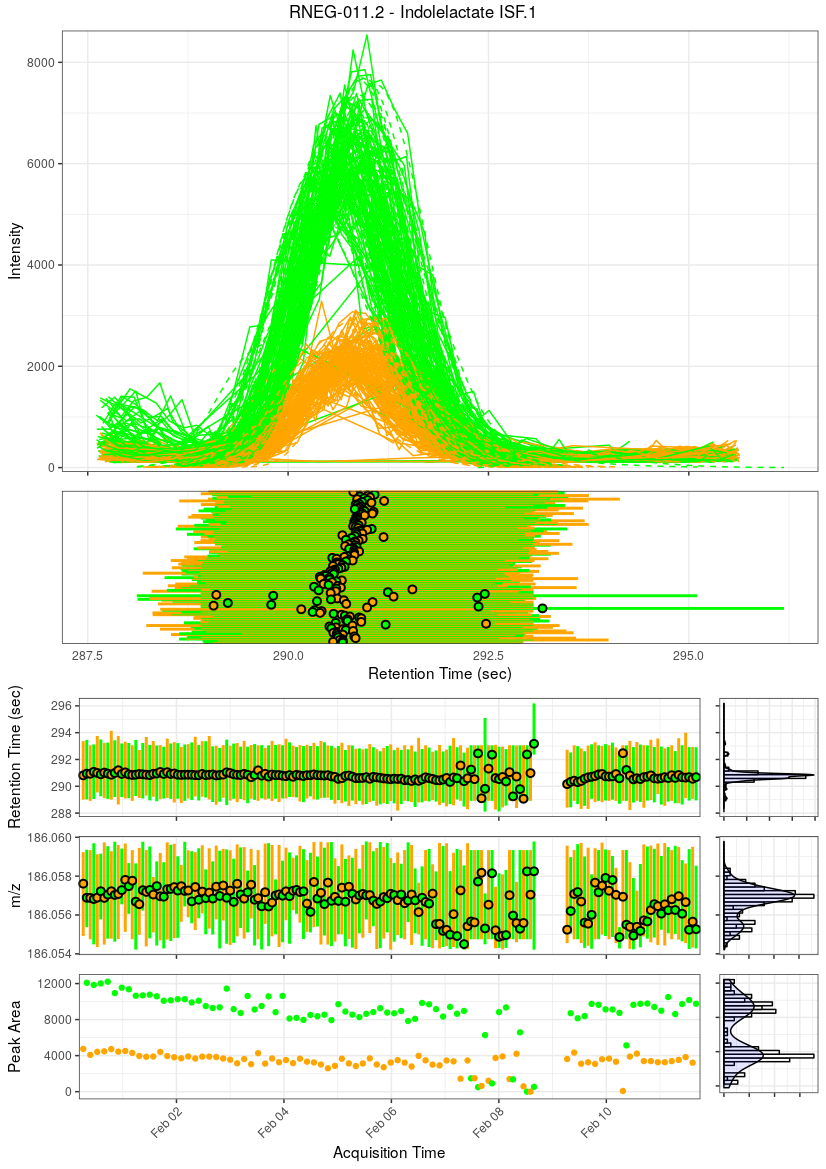 RNEG-011.2 - Indolelactate ISF.1
Intensity
8000
6000
4000
2000
0
287.5
290.0
292.5
295.0
Retention Time (sec)
Retention Time (sec)
296
294
292
290
288
m/z
186.060
186.058
186.056
186.054
Peak Area
12000
8000
4000
0
Feb 02
Feb 04
Feb 06
Feb 08
Feb 10
Acquisition Time